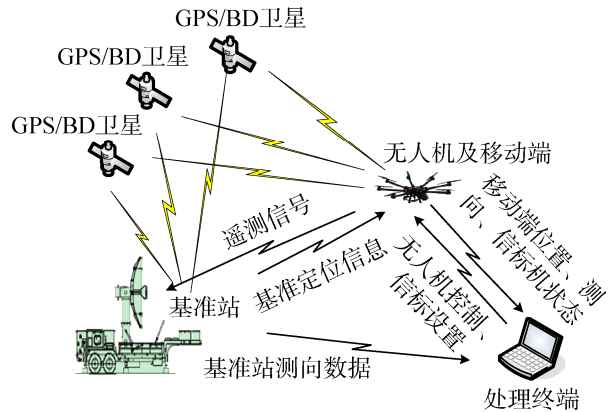 GPS/BD卫星
GPS/BD卫星
GPS/BD卫星
无人机及移动端
遥测信号
基准定位信息
移动端位置、测
向、信标机状态
无人机控制、
信标设置
基准站
基准站测向数据
处理终端